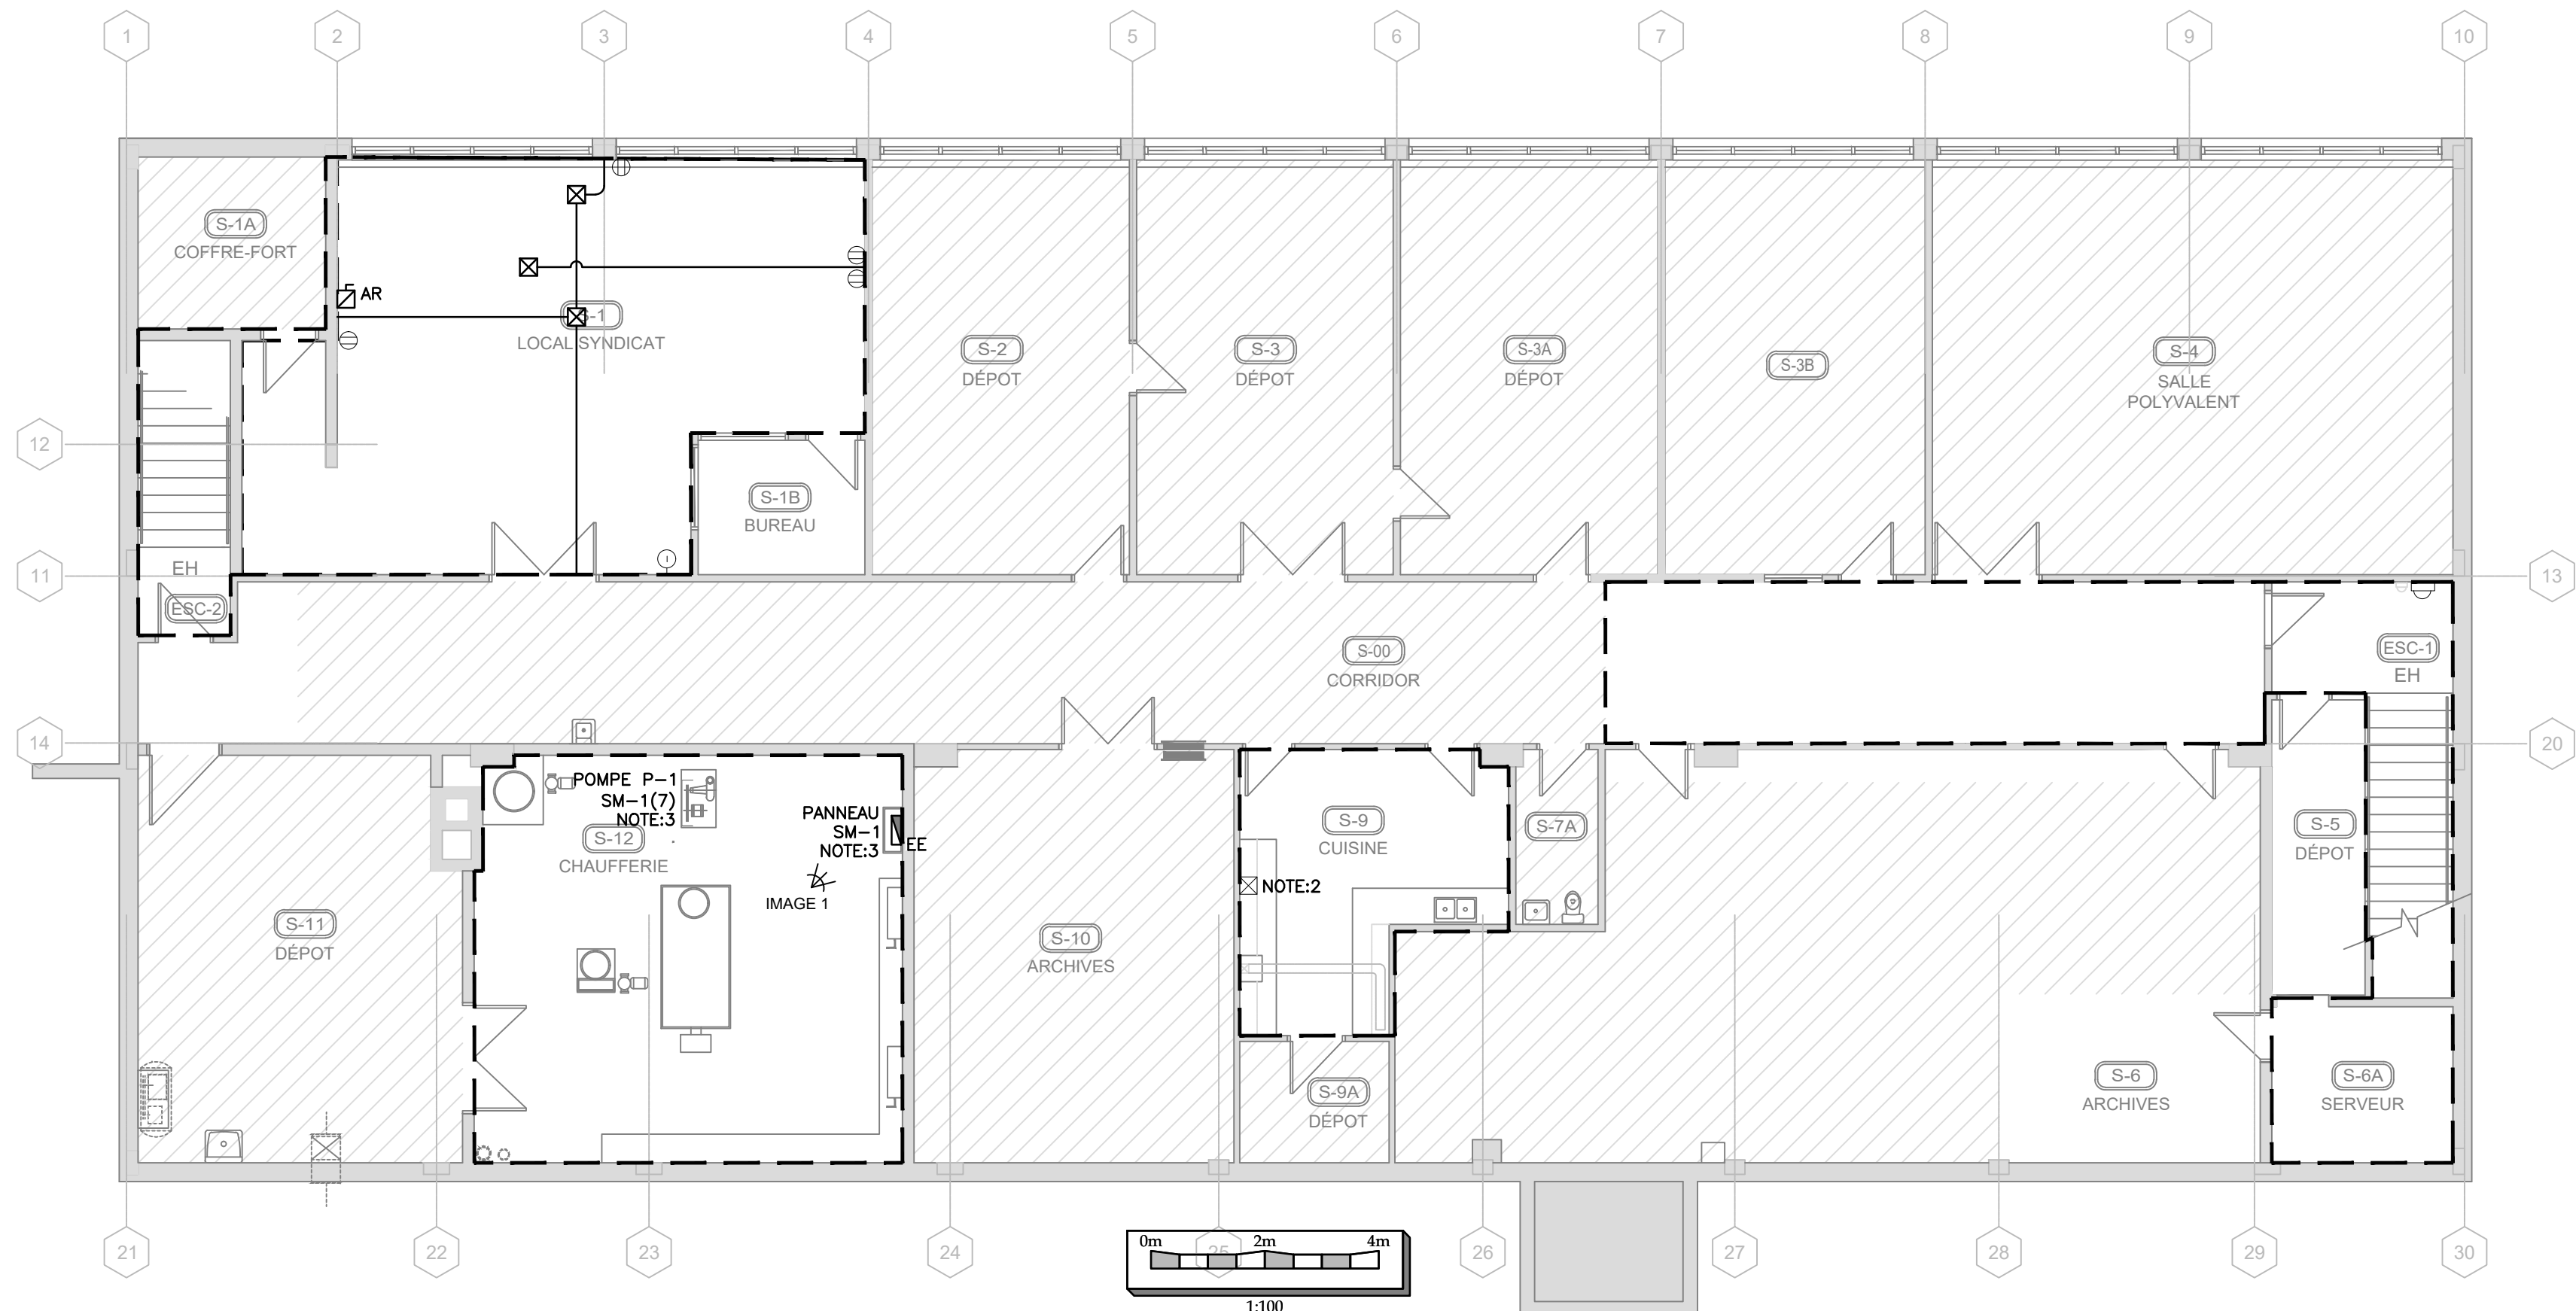 1 2 3 4 5 6 7 8 9 10
S-1A
COFFRE-FORT
AR
S-1
LOCAL SYNDICAT
S-2
DÉPOT
S-3
DÉPOT
S-3A
DÉPOT
S-3B
S-4
SALLE
POLYVALENT
12
S-1B
BUREAU
EH
11
13
ESC-2
S-00
CORRIDOR
ESC-1
EH
14
20
POMPE P-1
SM-1(7)
NOTE:3
S-12
CHAUFFERIE
PANNEAU
SM-1
NOTE:3
EE
IMAGE 1
S-9
CUISINE
NOTE:2
S-7A
S-5
DÉPOT
S-11
DÉPOT
S-10
ARCHIVES
S-9A
DÉPOT
S-6
ARCHIVES
S-6A
SERVEUR
21 22 23 24 25 26 27 28 29 30
0m 2m 4m
1:100